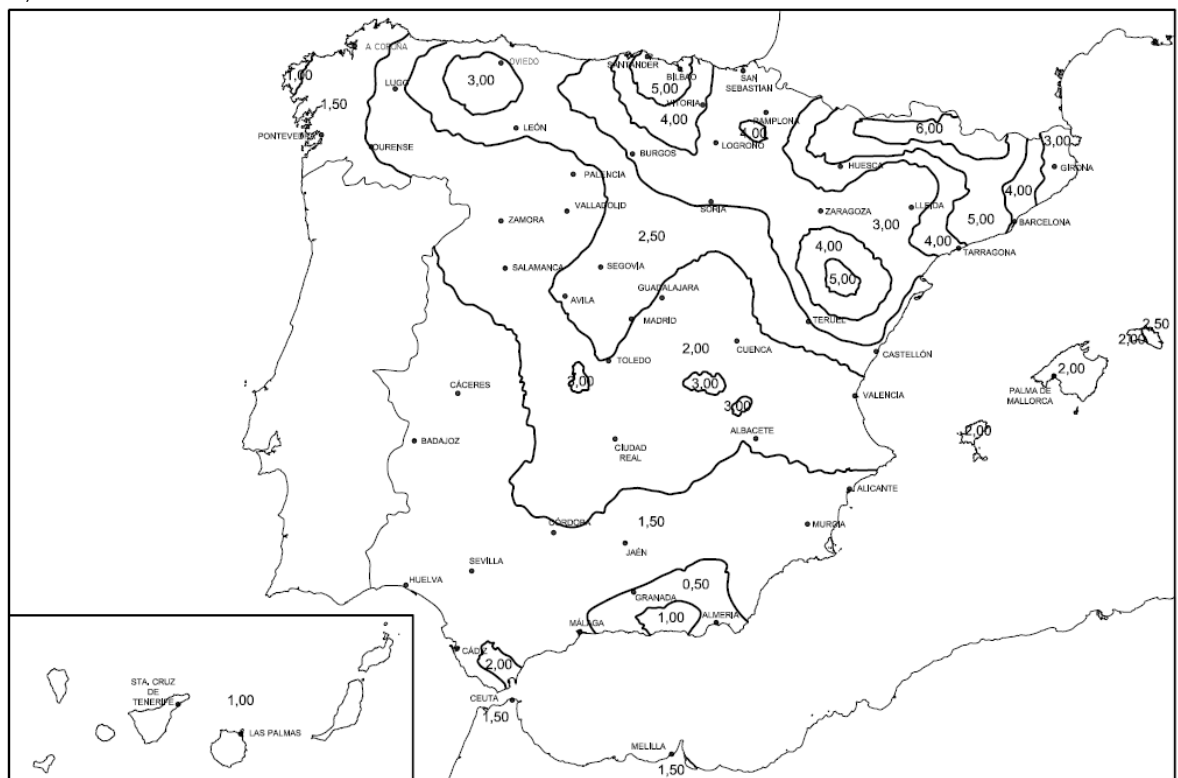 A CORUÑA
OVIEDO
SANTANDER
BILBAO
SAN
SEBASTIAN
1,00
LUGO
3,00
5,00
1,50
VITORIA
4,00
PAMPLONA
4,00
6,00
PONTEVEDRA
LEÓN
OURENSE
LOGROÑO
3,00
BURGOS
HUESCA
GIRONA
PALENCIA
4,00
VALLADOLID
SORIA
ZARAGOZA
LLEIDA
3,00
5,00
BARCELONA
ZAMORA
2,50
4,00
4,00
TARRAGONA
SALAMANCA
SEGOVIA
5,00
GUADALAJARA
AVILA
MADRID
TERUEL
2,50
2,00
TOLEDO
2,00
CUENCA
CASTELLÓN
2,00
CÁCERES
3,00
3,00
VALENCIA
PALMA DE
MALLORCA
3,00
BADAJOZ
CIUDAD
REAL
ALBACETE
2,00
ALICANTE
CÓRDOBA
1,50
MURCIA
JAÉN
SEVILLA
HUELVA
0,50
GRANADA
1,00
ALMERIA
MÁLAGA
CÁDIZ
2,00
CEUTA
1,50
STA. CRUZ
DE
TENERIFE
1,00
LAS PALMAS
MELILLA
1,50